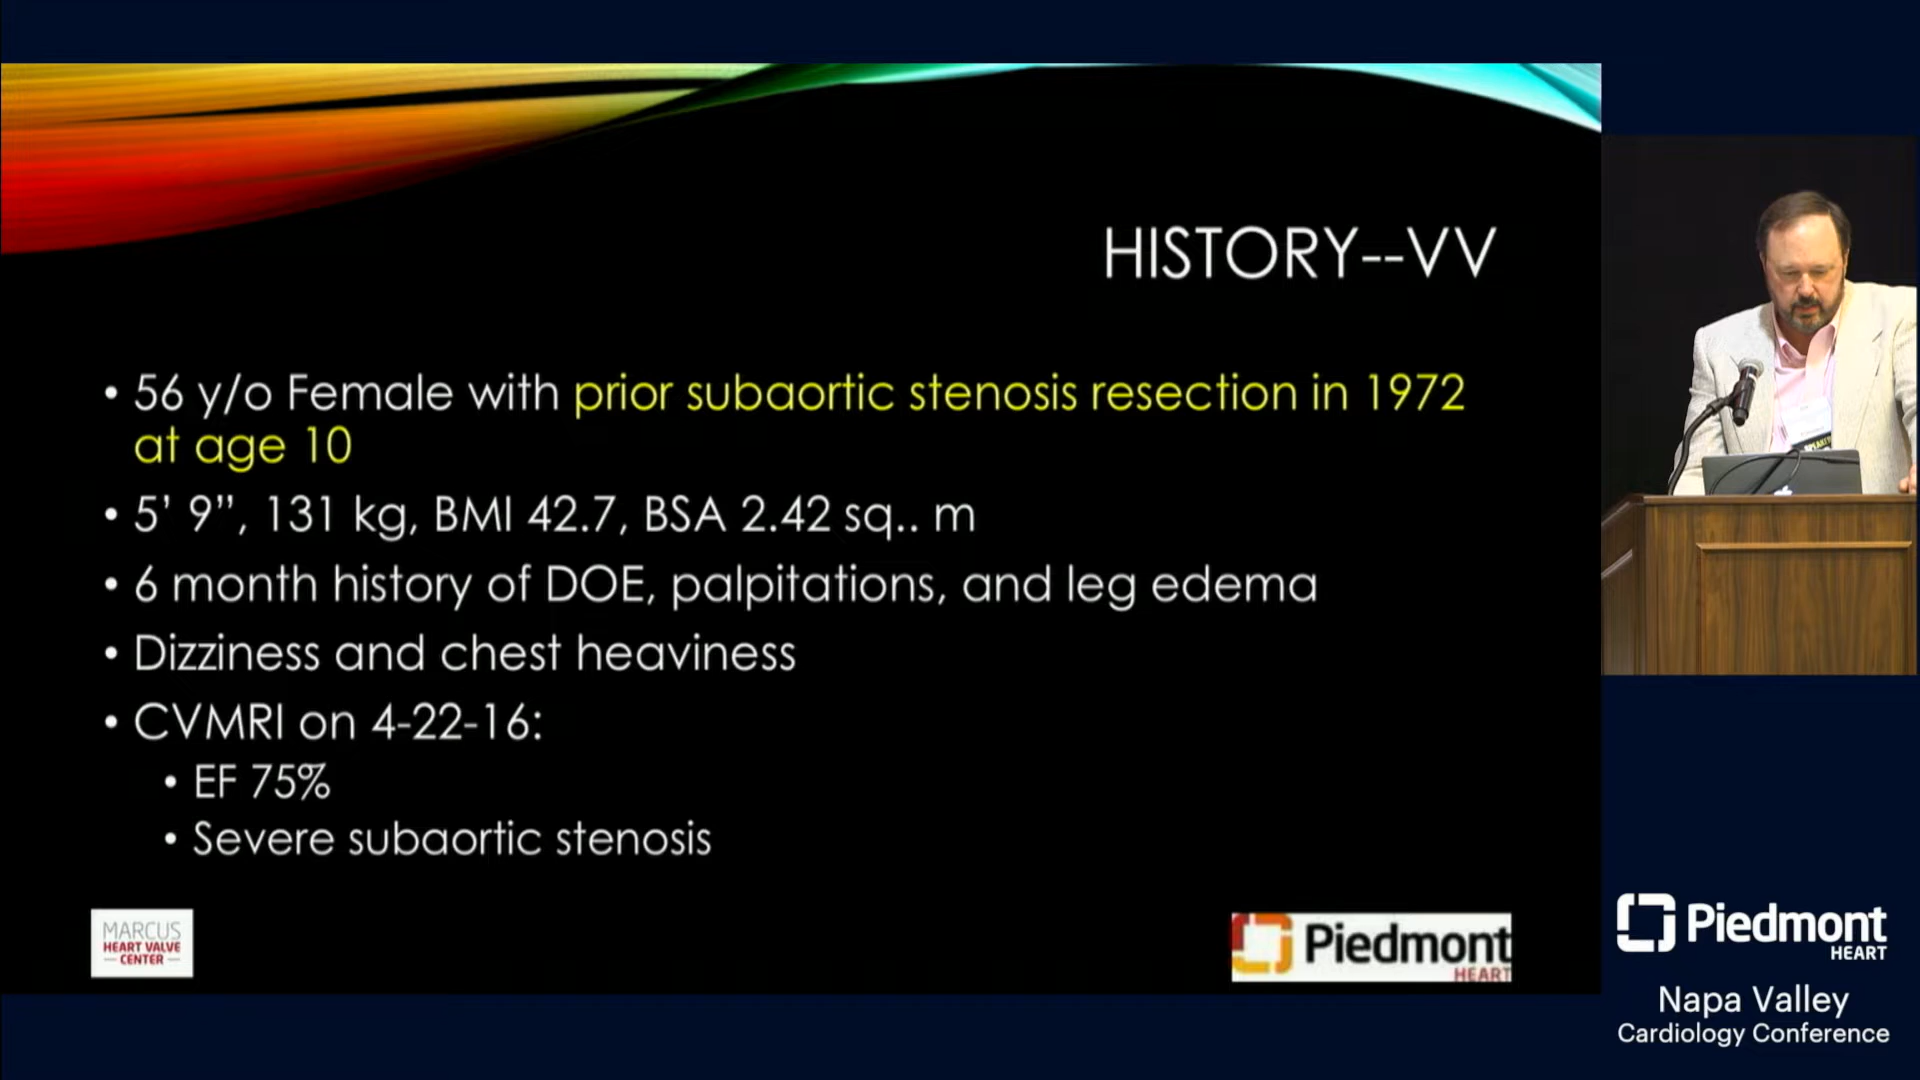 HISTORY--VV
• 56 y/o Female with prior subaortic stenosis resection in 1972
at age 10
• 5' 9”, 131 kg, BMI 42.7, BSA 2.42 sq.. m
• 6 month history of DOE, palpitations, and leg edema
• Dizziness and chest heaviness
• CVMRI on 4-22-16:
• EF 75%
• Severe subaortic stenosis
MARCUS
HEART VALVE
— CENTER —
Piedmont
HEART
Piedmont
HEART
Napa Valley
Cardiology Conference